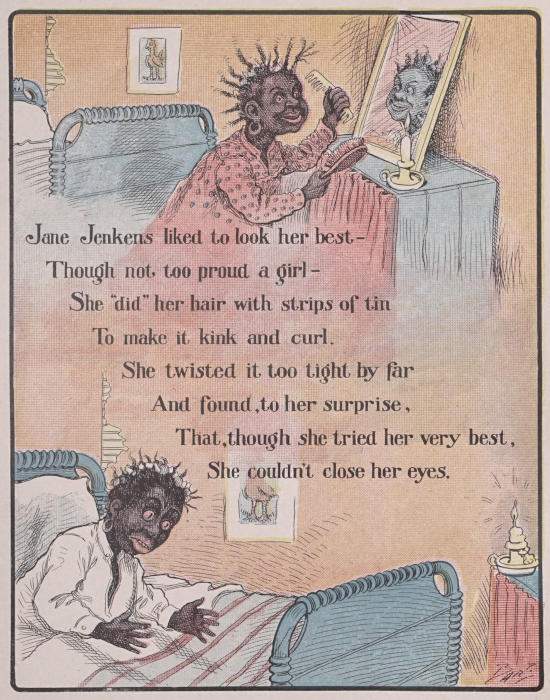 Jane Jenkens liked to look her best-
Though not too proud a girl-
She "did" her hair with strips of tin
To make it kink and curl.
She twisted it too tight by far
And found, to her surprise,
That, though she tried her very best,
She couldn't close her eyes.